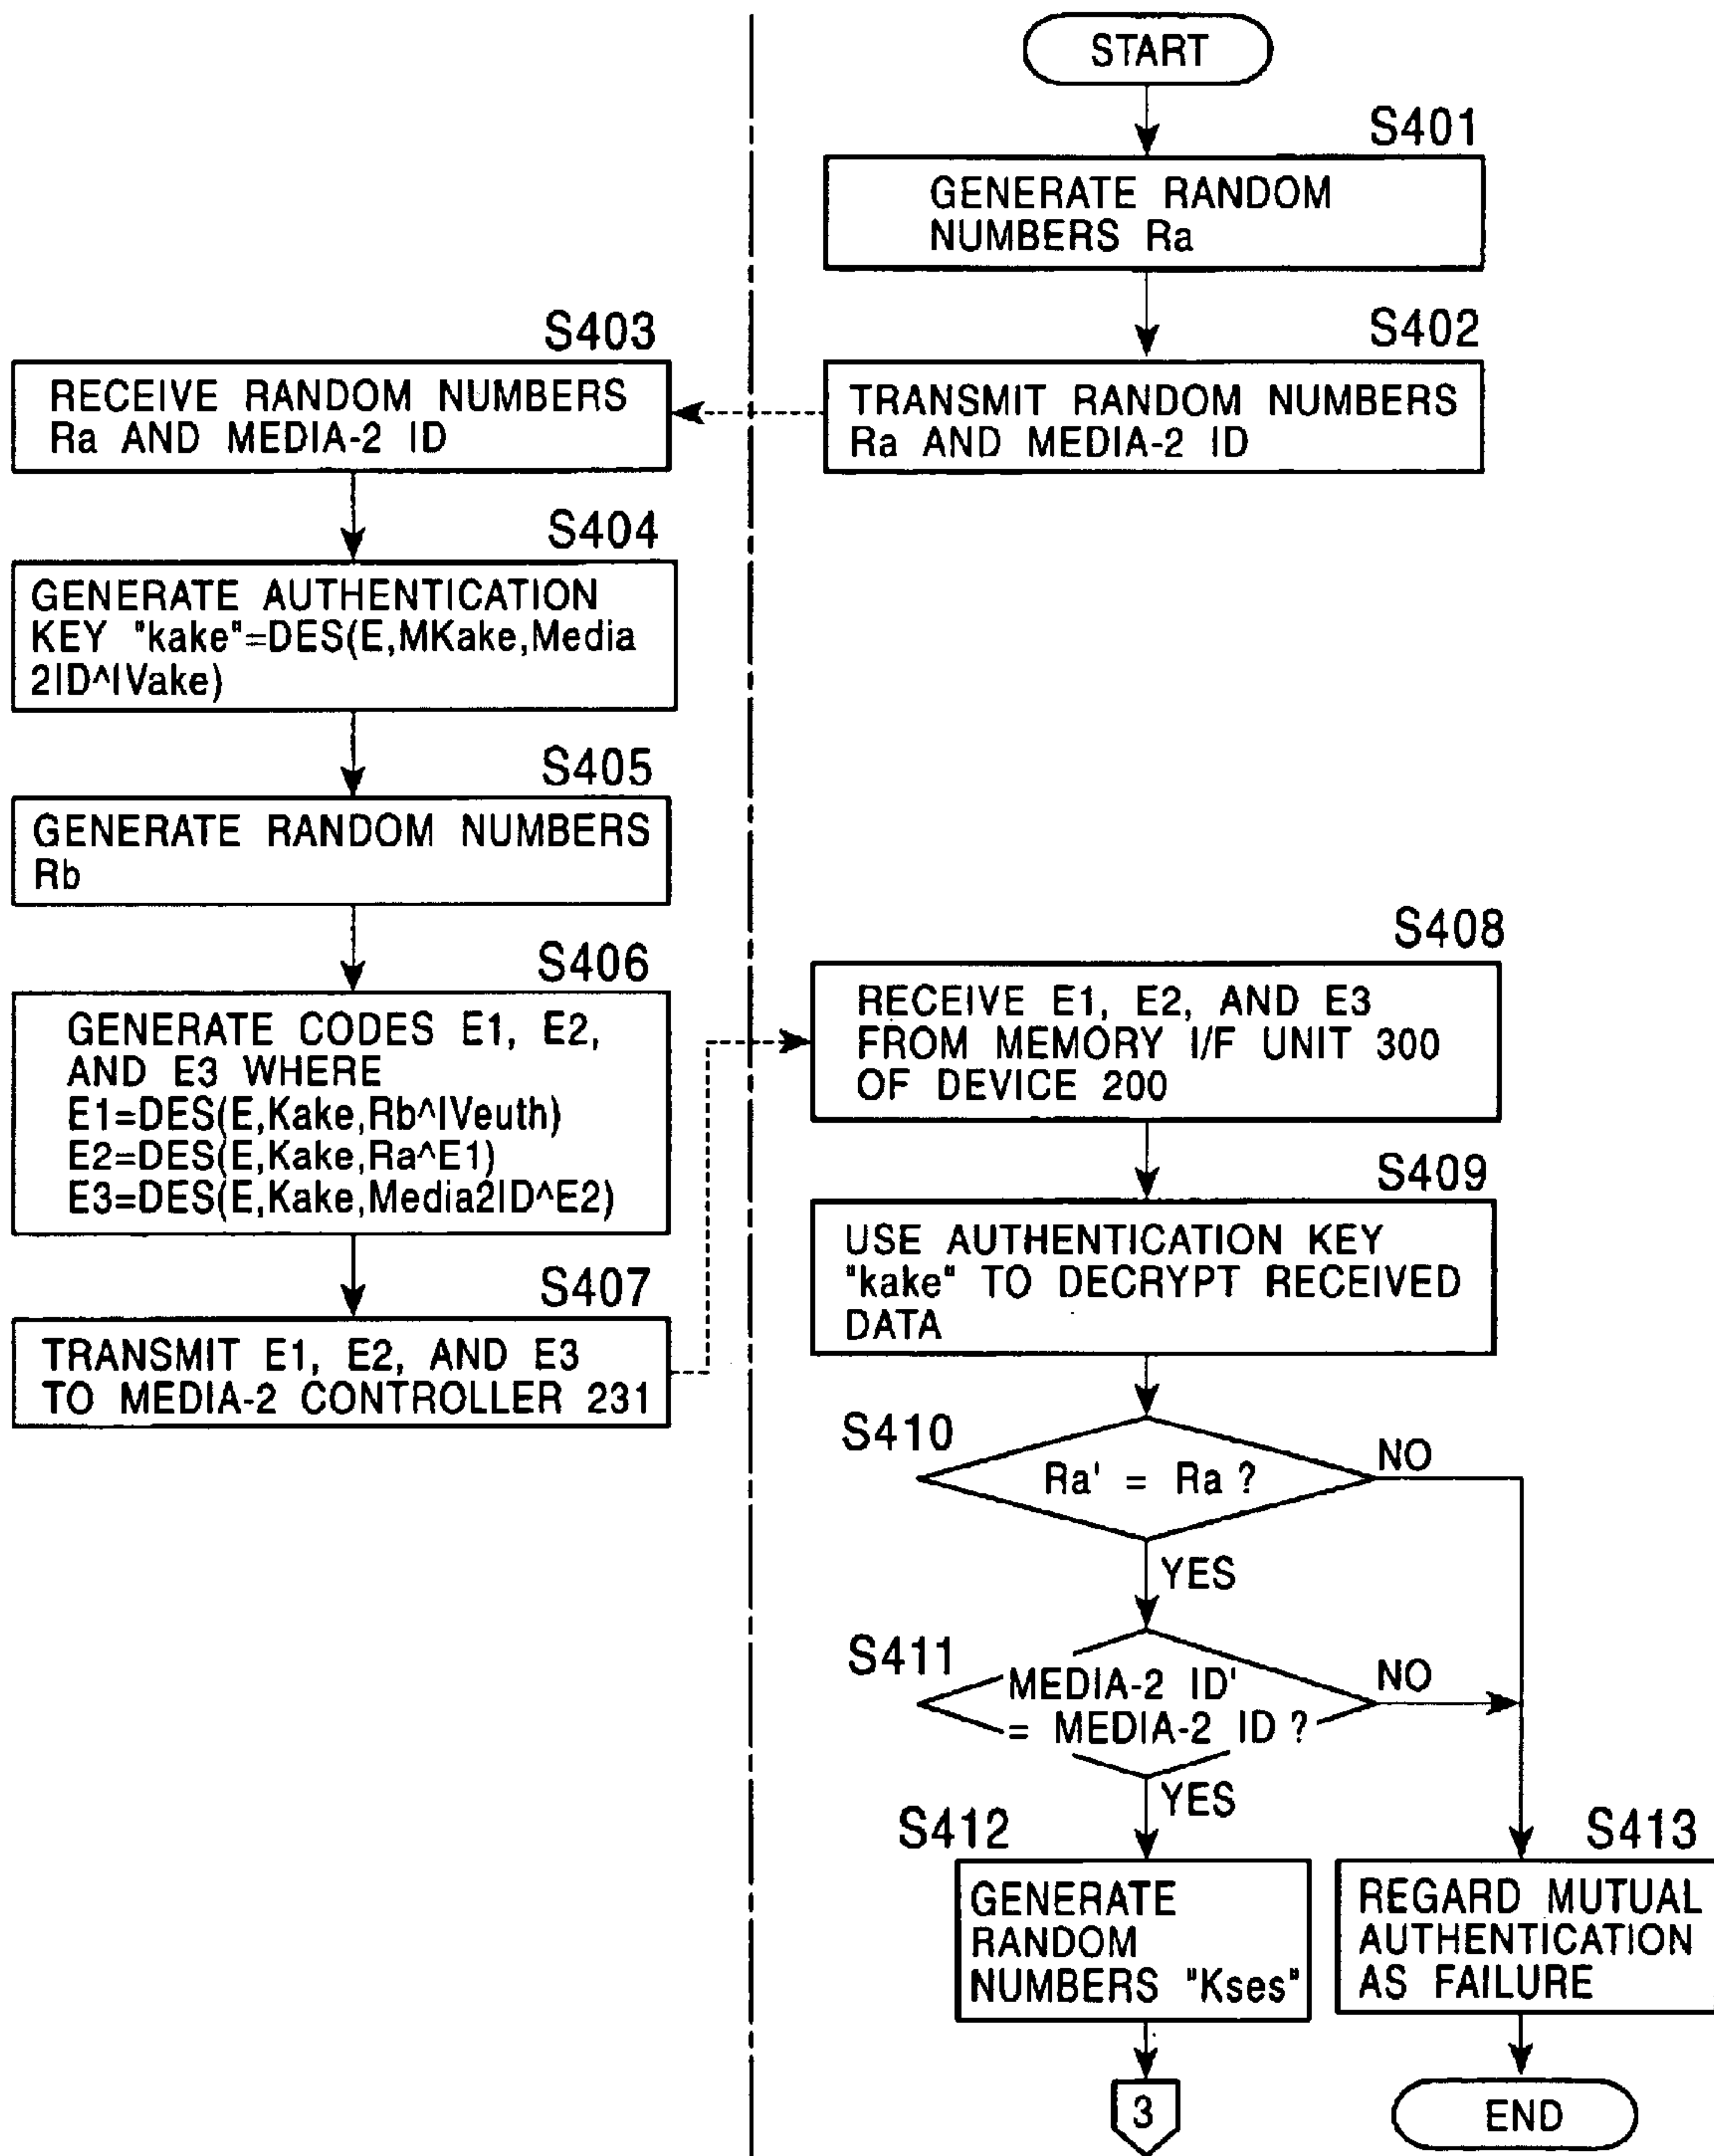 START
S401
GENERATE RANDOM
NUMBERS Ra
S402
TRANSMIT RANDOM NUMBERS
Ra AND MEDIA-2 ID
S403
RECEIVE RANDOM NUMBERS
Ra AND MEDIA-2 ID
S404
GENERATE AUTHENTICATION
KEY "kake"=DES(E,MKake,Media
2ID^IVake)
S405
GENERATE RANDOM NUMBERS
Rb
S406
GENERATE CODES E1, E2,
AND E3 WHERE
E1=DES(E,Kake,Rb^IVeuth)
E2=DES(E,Kake,Ra^E1)
E3=DES(E,Kake,Media2ID^E2)
S407
TRANSMIT E1, E2, AND E3
TO MEDIA-2 CONTROLLER 231
S408
RECEIVE E1, E2, AND E3
FROM MEMORY I/F UNIT 300
OF DEVICE 200
S409
USE AUTHENTICATION KEY
"kake" TO DECRYPT RECEIVED
DATA
S410
Ra' = Ra ?
NO
YES
S411
MEDIA-2 ID'
= MEDIA-2 ID ?
NO
YES
S412
GENERATE
RANDOM
NUMBERS "Kses"
3
S413
REGARD MUTUAL
AUTHENTICATION
AS FAILURE
END